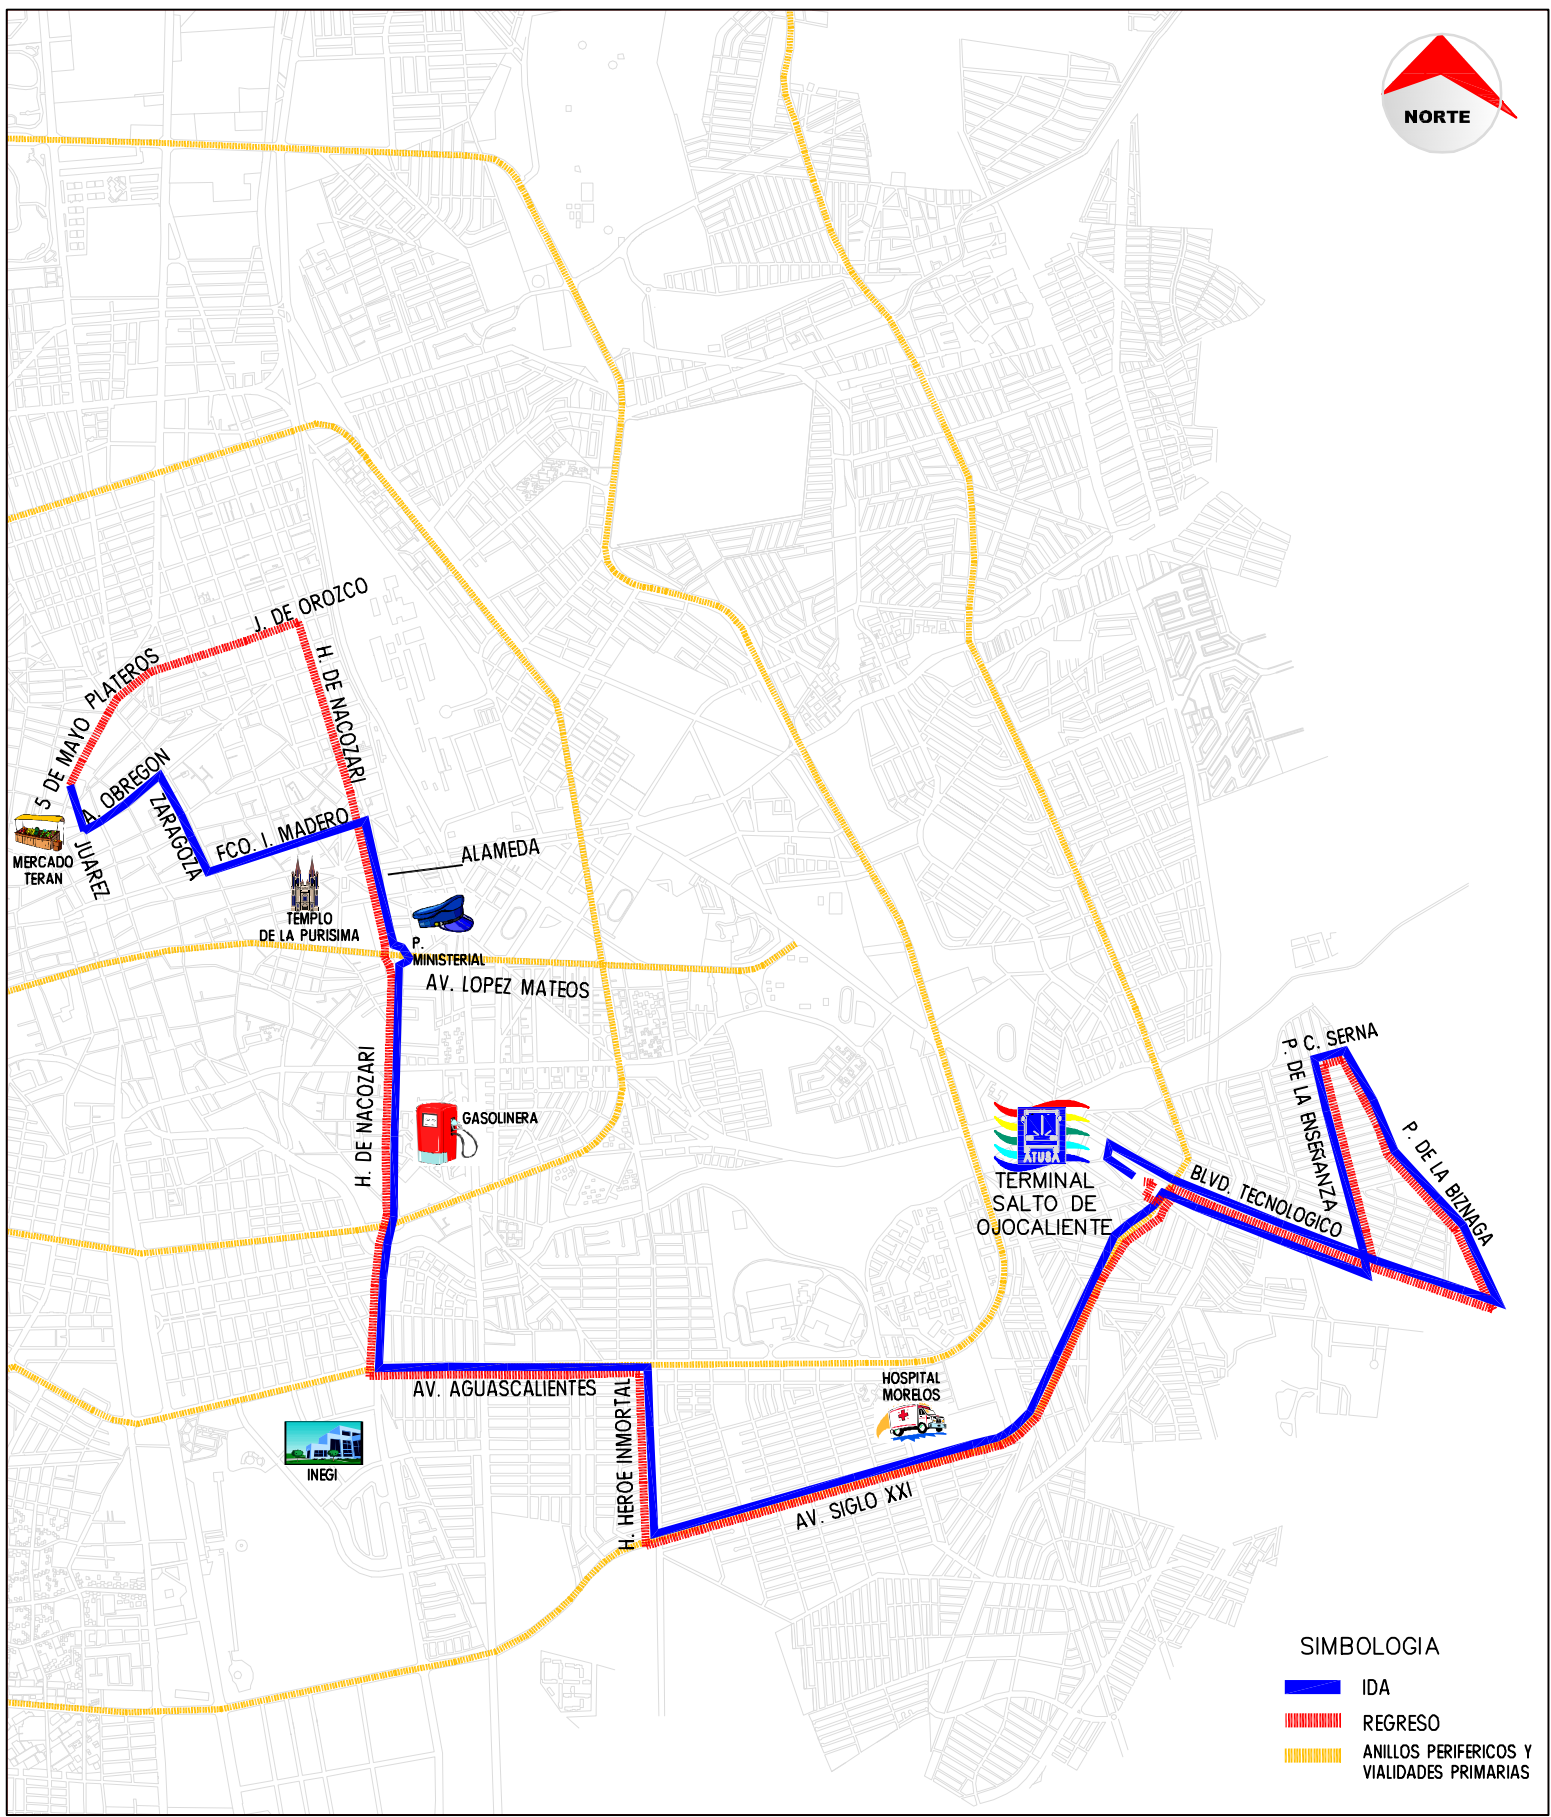 NORTE
J. DE OROZCO
PLATEROS
H. DE NACOZARI
5 DE MAYO
A. OBREGON
ZARAGOZA
FCO. I. MADERO
JUAREZ
MERCADO
TERAN
ALAMEDA
TEMPLO
DE LA PURISIMA
P.
MINISTERIAL
AV. LOPEZ MATEOS
H. DE NACOZARI
GASOLINERA
C. SERNA
P. DE LA ENSEÑANZA
P. DE LA BIZNAGA
ATUSA
TERMINAL
SALTO DE
OJOCALIENTE
BLVD. TECNOLOGICO
AV. AGUASCALIENTES
H. HEROE INMORTAL
HOSPITAL
MORELOS
INEGI
AV. SIGLO XXI
SIMBOLOGIA
IDA
REGRESO
ANILLOS PERIFERICOS Y
VIALIDADES PRIMARIAS